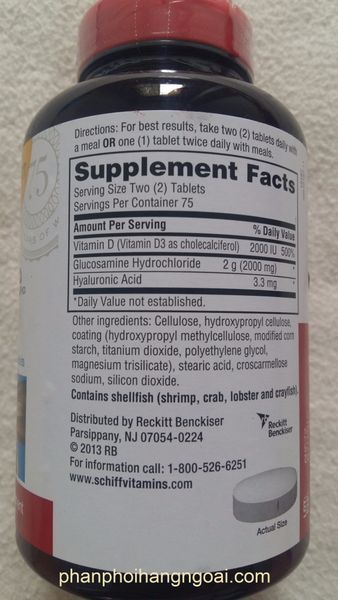 75
Directions: For best results, take two (2) tablets daily with
a meal OR one (1) tablet twice daily with meals.
Supplement Facts
Serving Size Two (2) Tablets
Servings Per Container 75
Amount Per Serving % Daily Value
Vitamin D (Vitamin D3 as cholecalciferol) 2000 IU 500%
Glucosamine Hydrochloride 2 g (2000 mg) *
Hyaluronic Acid 3.3 mg *
*Daily Value not established.
Other ingredients: Cellulose, hydroxypropyl cellulose,
coating (hydroxypropyl methylcellulose, modified corn
starch, titanium dioxide, polyethylene glycol,
magnesium trisilicate), stearic acid, croscarmellose
sodium, silicon dioxide.
Contains shellfish (shrimp, crab, lobster and crayfish).
Distributed by Reckitt Benckiser
Parsippany, NJ 07054-0224
© 2013 RB
For information call: 1-800-526-6251
www.schiffvitamins.com
Reckitt
Benckiser
Actual Size
phanphoihangngoai.com